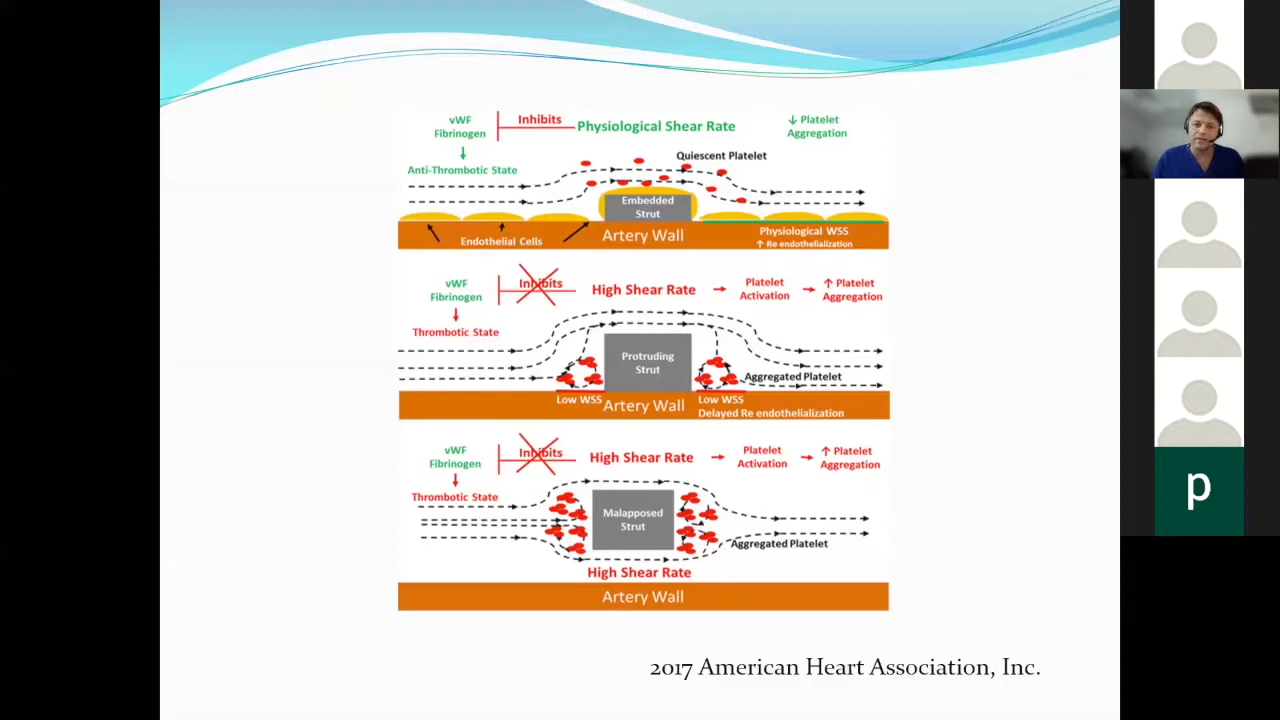 vWF
Fibrinogen
Inhibits
Physiological Shear Rate
↓ Platelet
Aggregation
Anti-Thrombotic State
Quiescent Platelet
Embedded
Strut
Endothelial Cells
Artery Wall
Physiological WSS
↑ Re endothelialization
vWF
Fibrinogen
Inhibits
High Shear Rate
Platelet
Activation
↑ Platelet
Aggregation
Thrombotic State
Protruding
Strut
Aggregated Platelet
Low WSS
Artery Wall
Low WSS
Delayed Re endothelialization
vWF
Fibrinogen
Inhibits
High Shear Rate
Platelet
Activation
↑ Platelet
Aggregation
Thrombotic State
Malapposed
Strut
Aggregated Platelet
High Shear Rate
Artery Wall
2017 American Heart Association, Inc.
p